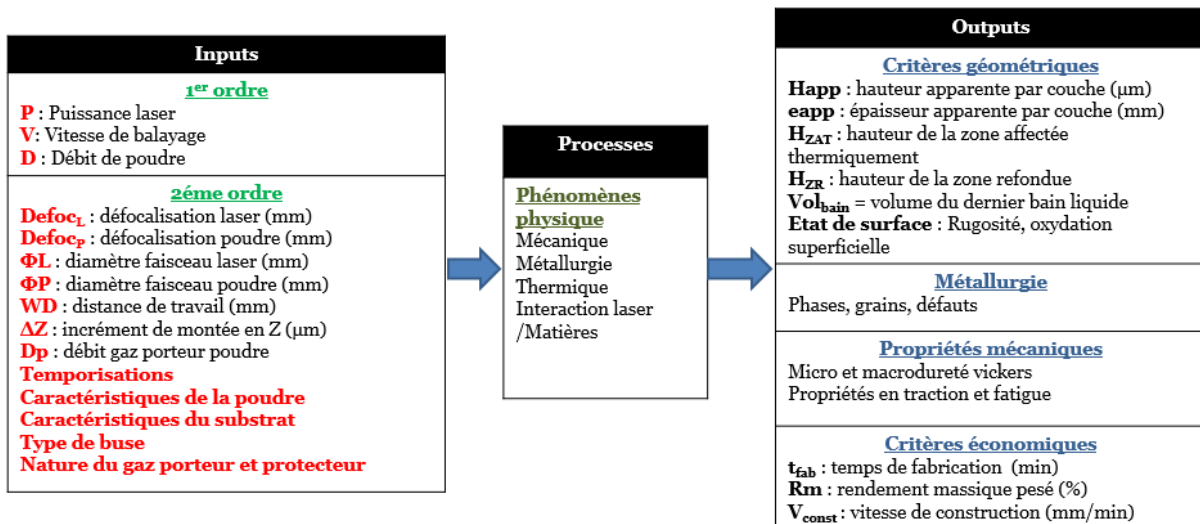 Inputs
1er ordre
P : Puissance laser
V: Vitesse de balayage
D : Débit de poudre
2éme ordre
DefocL : défocalisation laser (mm)
DefocP : défocalisation poudre (mm)
ΦL : diamètre faisceau laser (mm)
ΦP : diamètre faisceau poudre (mm)
WD : distance de travail (mm)
ΔZ : incrément de montée en Z (µm)
Dp : débit gaz porteur poudre
Temporisations
Caractéristiques de la poudre
Caractéristiques du substrat
Type de buse
Nature du gaz porteur et protecteur
Processes
Phénomènes
physique
Mécanique
Métallurgie
Thermique
Interaction laser
/Matières
Outputs
Critères géométriques
Happ : hauteur apparente par couche (µm)
eapp : épaisseur apparente par couche (mm)
HZAT : hauteur de la zone affectée
thermiquement
HZR : hauteur de la zone refondue
Volbain = volume du dernier bain liquide
Etat de surface : Rugosité, oxydation
superficielle
Métallurgie
Phases, grains, défauts
Propriétés mécaniques
Micro et macrodureté vickers
Propriétés en traction et fatigue
Critères économiques
tfab : temps de fabrication (min)
Rm : rendement massique pesé (%)
Vconst : vitesse de construction (mm/min)